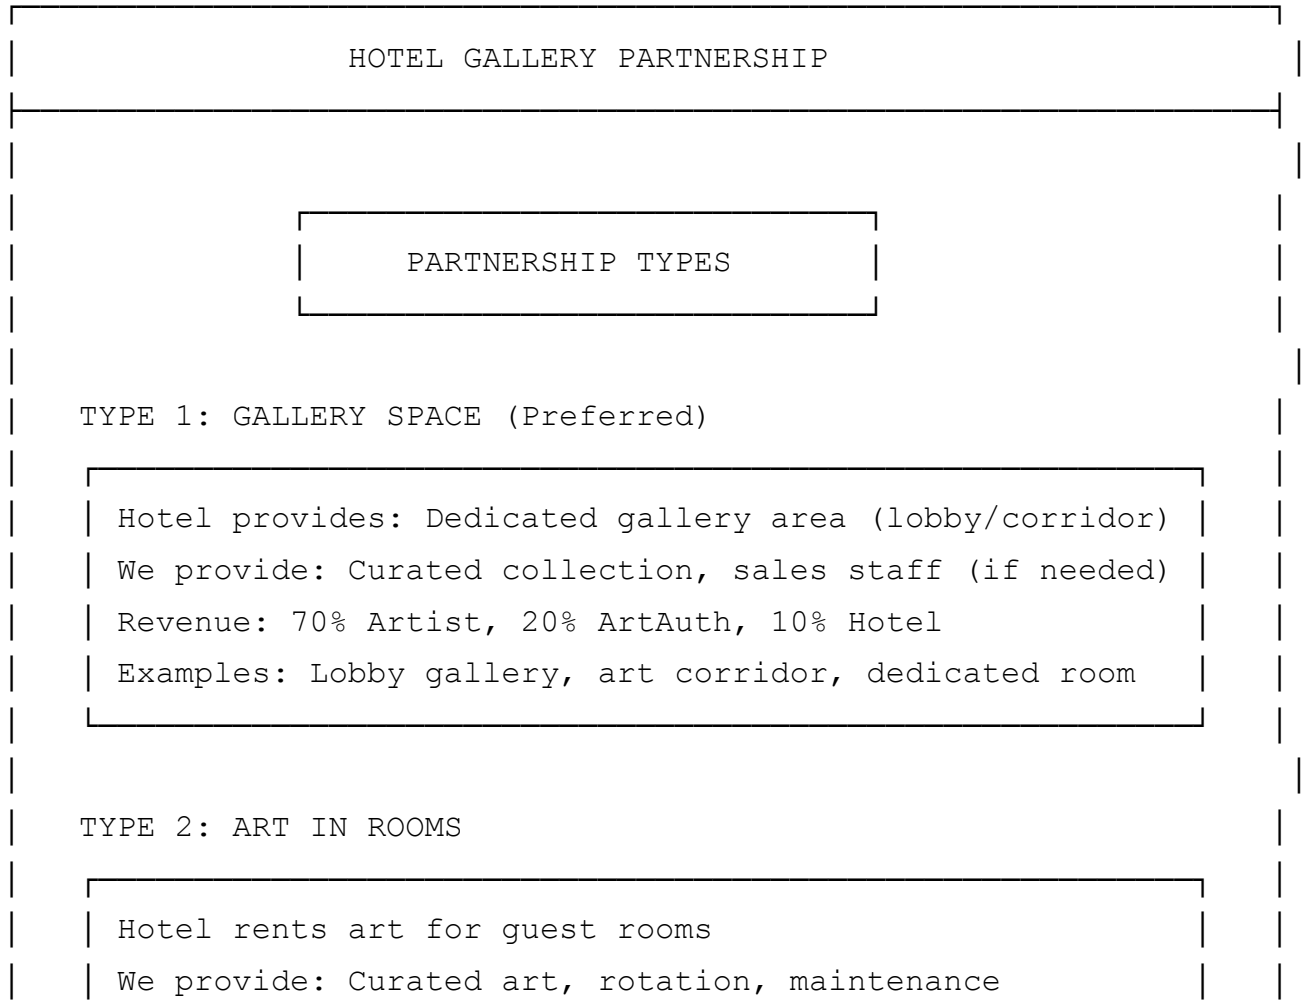 HOTEL GALLERY PARTNERSHIP
PARTNERSHIP TYPES
TYPE 1: GALLERY SPACE (Preferred)
Hotel provides: Dedicated gallery area (lobby/corridor)
We provide: Curated collection, sales staff (if needed)
Revenue: 70% Artist, 20% ArtAuth, 10% Hotel
Examples: Lobby gallery, art corridor, dedicated room
TYPE 2: ART IN ROOMS
Hotel rents art for guest rooms
We provide: Curated art, rotation, maintenance